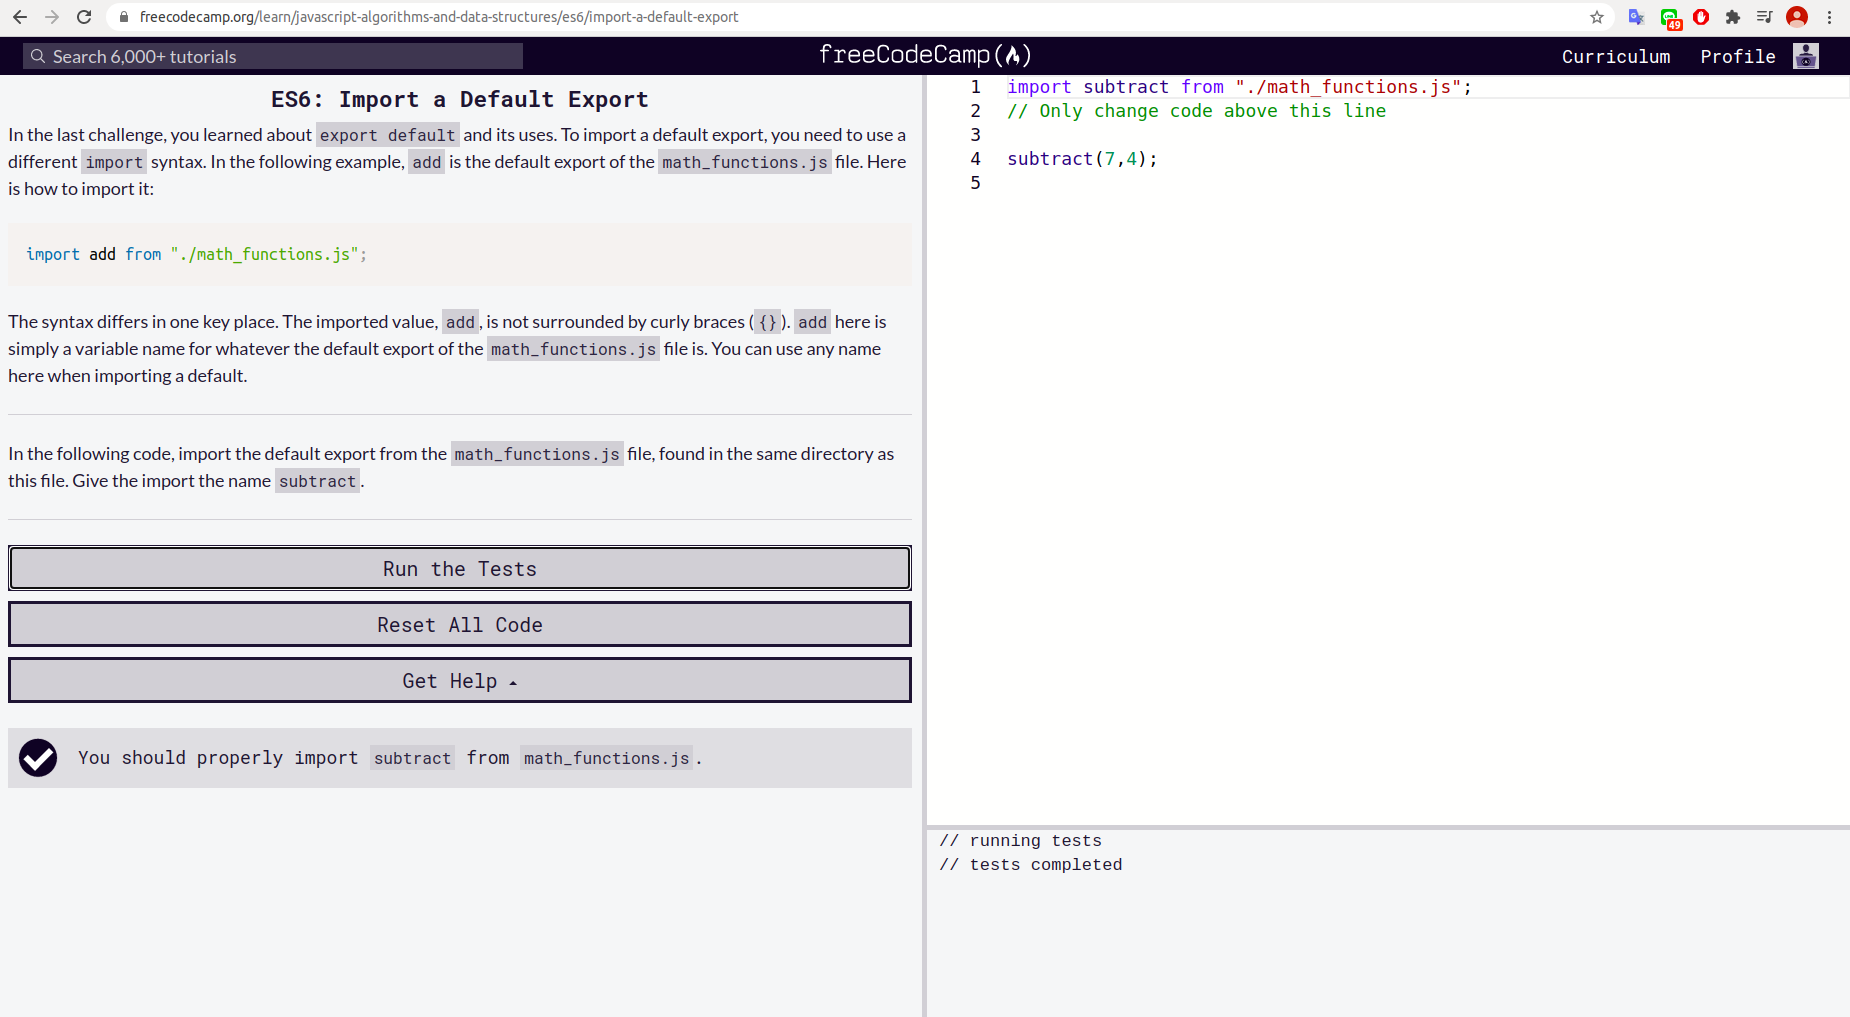 freecodecamp.org/learn/javascript-algorithms-and-data-structures/es6/import-a-default-export
49
Search 6,000+ tutorials
freeCodeCamp(🔥)
Curriculum
Profile
ES6: Import a Default Export
In the last challenge, you learned about export default and its uses. To import a default export, you need to use a
different import syntax. In the following example, add is the default export of the math_functions.js file. Here
is how to import it:
import add from "./math_functions.js";
The syntax differs in one key place. The imported value, add, is not surrounded by curly braces ({}). add here is
simply a variable name for whatever the default export of the math_functions.js file is. You can use any name
here when importing a default.
In the following code, import the default export from the math_functions.js file, found in the same directory as
this file. Give the import the name subtract.
Run the Tests
Reset All Code
Get Help
You should properly import subtract from math_functions.js.
1 import subtract from "./math_functions.js";
2 // Only change code above this line
3
4 subtract(7,4);
5
// running tests
// tests completed